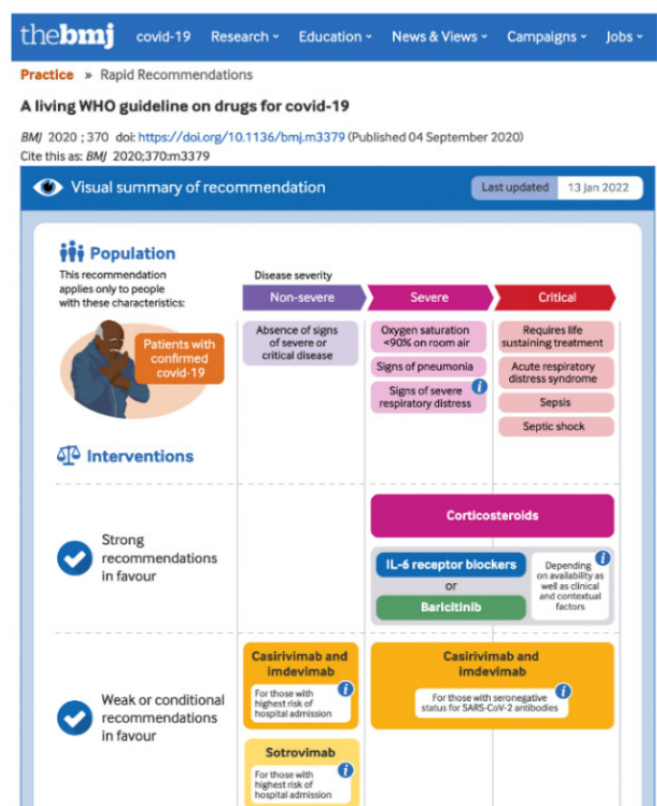 thebmj covid-19 Research Education News & Views Campaigns Jobs
Practice » Rapid Recommendations
A living WHO guideline on drugs for covid-19
BMJ 2020 ; 370 doi: https://doi.org/10.1136/bmj.m3379 (Published 04 September 2020)
Cite this as: BMJ 2020;370:m3379
Visual summary of recommendation
Last updated 13 Jan 2022
Population
This recommendation
applies only to people
with these characteristics:
Patients with
confirmed
covid-19
Disease severity
Non-severe
Severe
Critical
Absence of signs
of severe or
critical disease
Oxygen saturation
<90% on room air
Signs of pneumonia
Signs of severe
respiratory distress
i
Requires life
sustaining treatment
Acute respiratory
distress syndrome
Sepsis
Septic shock
Interventions
Strong
recommendations
in favour
Corticosteroids
IL-6 receptor blockers
or
Baricitinib
Depending
on availability as
well as clinical
and contextual
factors
i
Weak or conditional
recommendations
in favour
Casirivimab and
imdevimab
For those with
highest risk of
hospital admission
i
Casirivimab and
imdevimab
For those with seronegative
status for SARS-CoV-2 antibodies
i
Sotrovimab
For those with
highest risk of
hospital admission
i